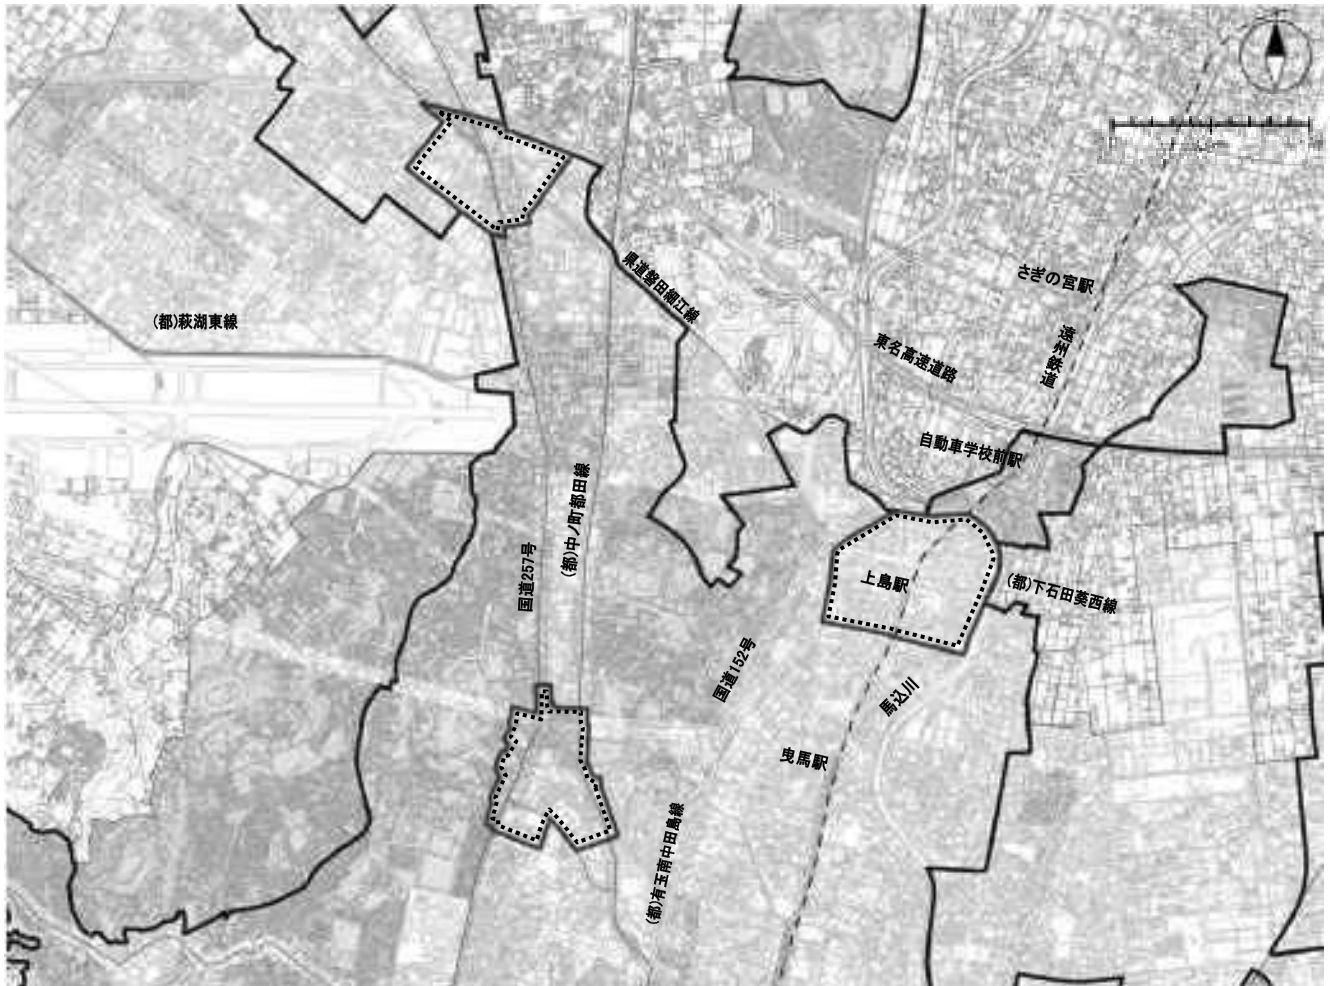 さぎの宮駅
県道磐田細江線
(都)萩湖東線
遠州鉄道
東名高速道路
自動車学校前駅
(都)中ノ町都田線
国道257号
上島駅
(都)下石田葵西線
国道152号
馬込川
曳馬駅
(都)有玉南中田島線